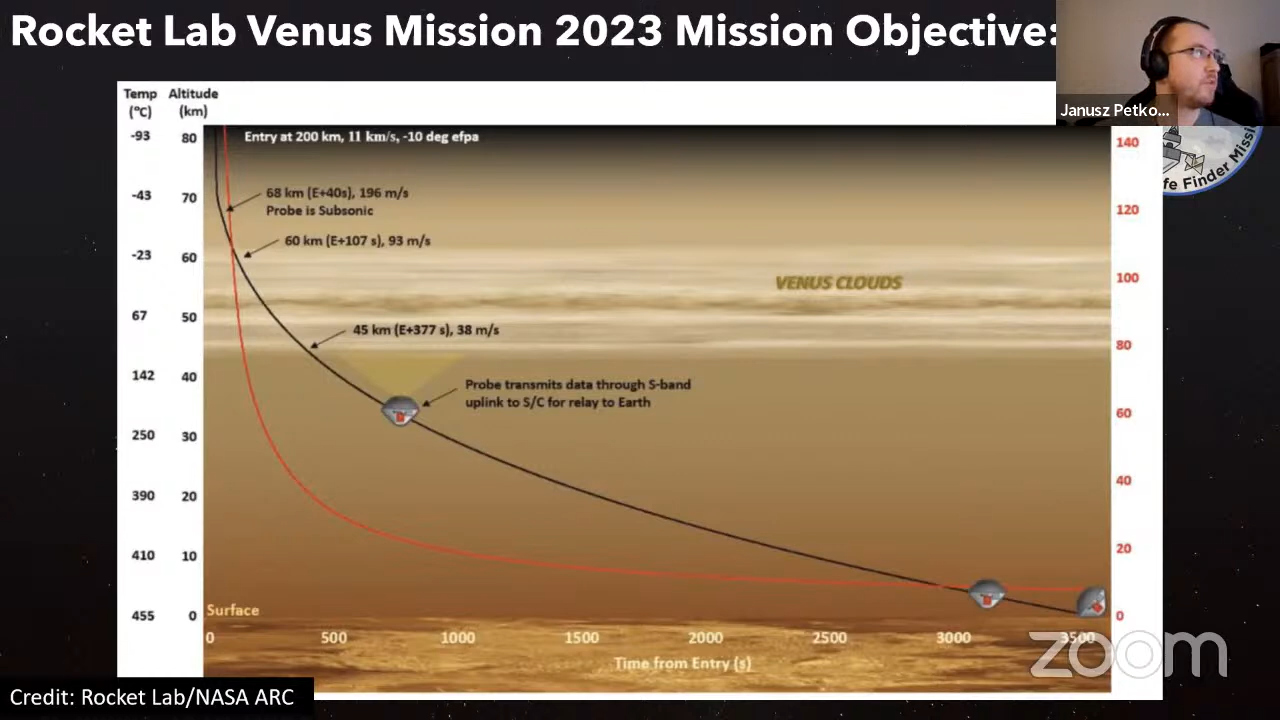 Rocket Lab Venus Mission 2023 Mission Objective:
Janusz Petko...
fe Finder Missi
Temp
(°C)
Altitude
(km)
-93
-43
-23
67
142
250
390
410
455
80
70
60
50
40
30
20
10
0
Entry at 200 km, 11 km/s, -10 deg efpa
68 km (E+40s), 196 m/s
Probe is Subsonic
60 km (E+107 s), 93 m/s
VENUS CLOUDS
45 km (E+377 s), 38 m/s
Probe transmits data through S-band
uplink to S/C for relay to Earth
140
120
100
80
60
40
20
0
Surface
0 500 1000 1500 2000 2500 3000 3500
Time from Entry (s)
zoom
Credit: Rocket Lab/NASA ARC